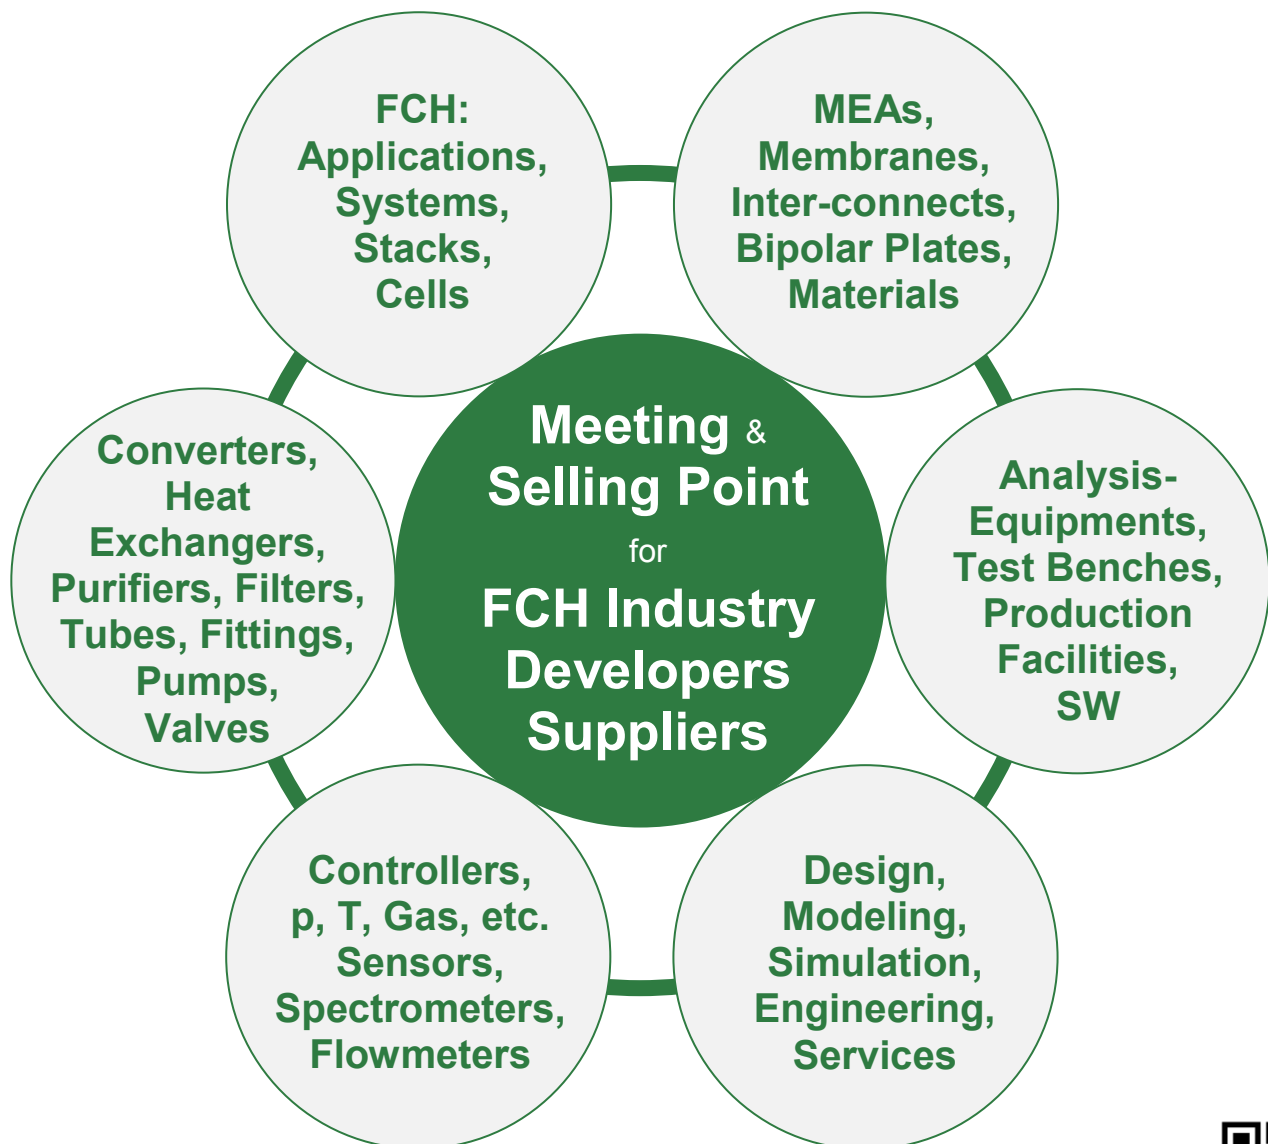 FCH:
Applications,
Systems,
Stacks,
Cells
MEAs,
Membranes,
Inter-connects,
Bipolar Plates,
Materials
Converters,
Heat
Exchangers,
Purifiers, Filters,
Tubes, Fittings,
Pumps,
Valves
Meeting &
Selling Point
for
FCH Industry
Developers
Suppliers
Analysis-
Equipments,
Test Benches,
Production
Facilities,
SW
Controllers,
p, T, Gas, etc.
Sensors,
Spectrometers,
Flowmeters
Design,
Modeling,
Simulation,
Engineering,
Services